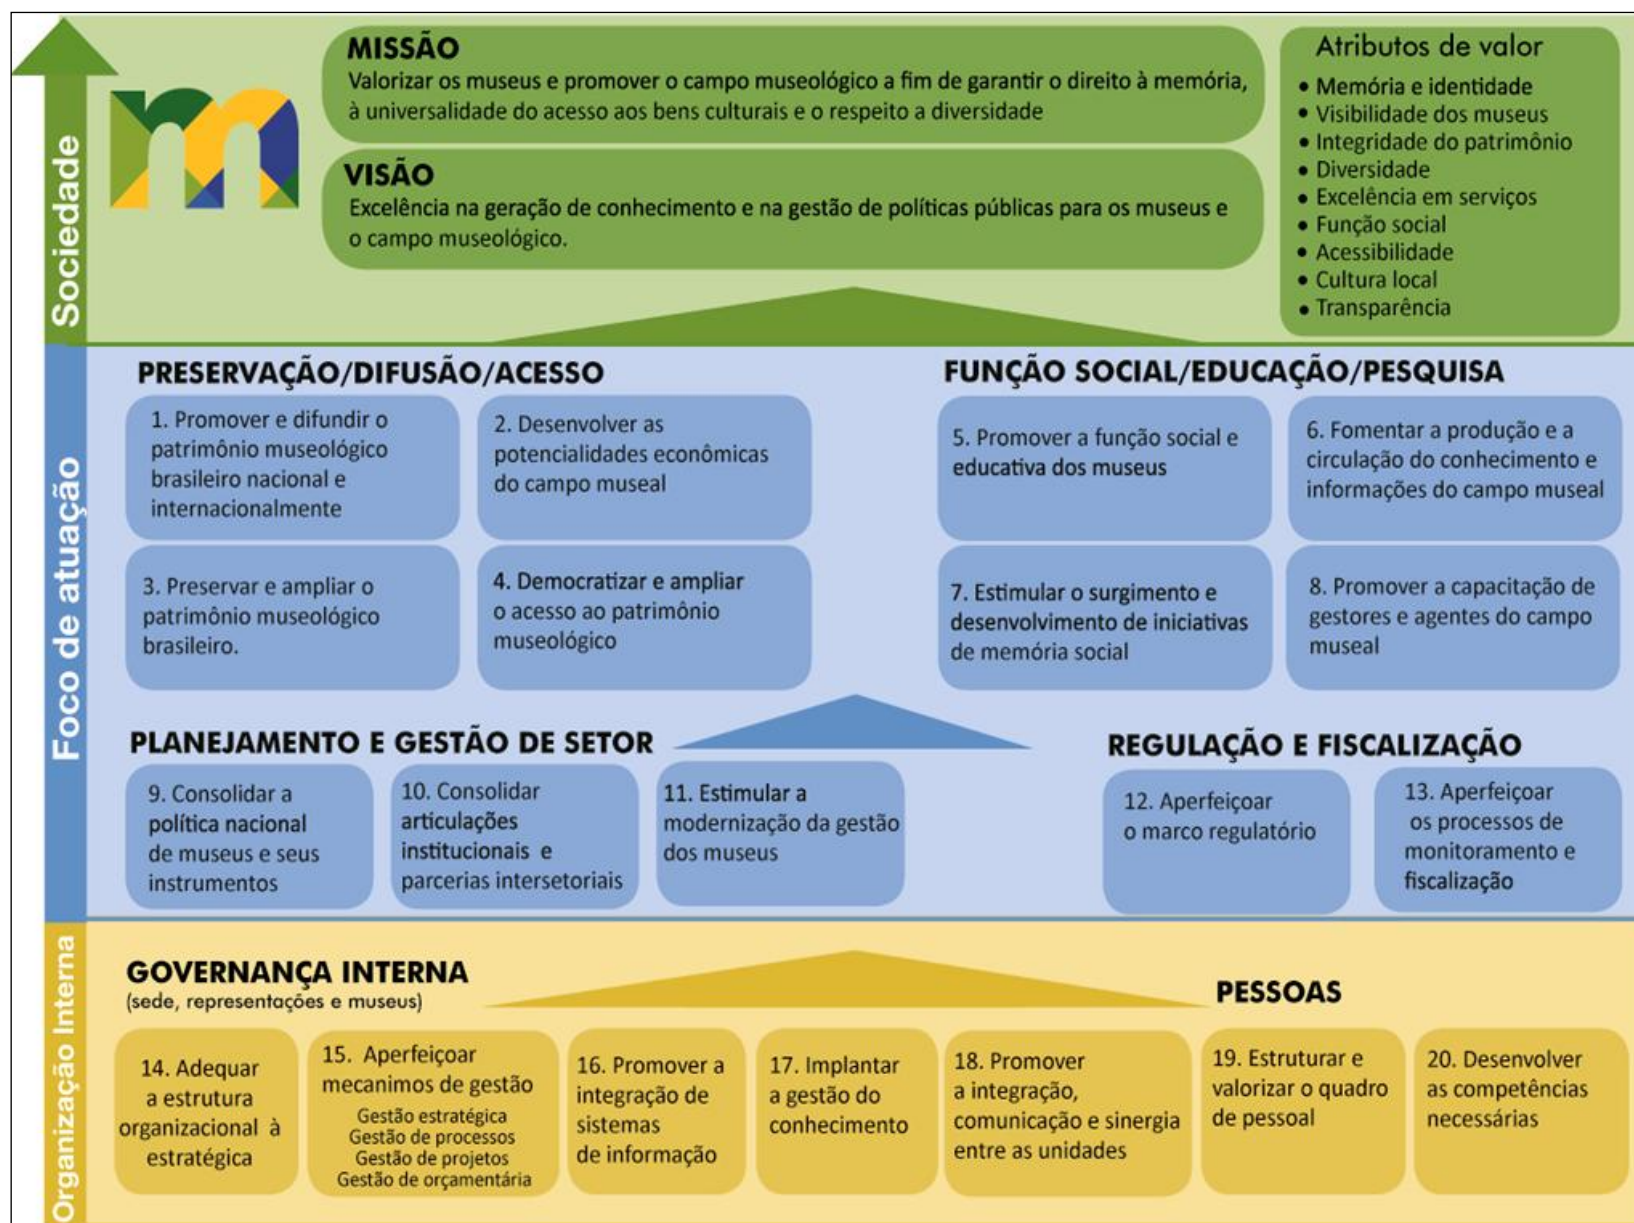 Sociedade
MISSÃO
Valorizar os museus e promover o campo museológico a fim de garantir o direito à memória,
à universalidade do acesso aos bens culturais e o respeito a diversidade
VISÃO
Excelência na geração de conhecimento e na gestão de políticas públicas para os museus e
o campo museológico.
Atributos de valor
• Memória e identidade
• Visibilidade dos museus
• Integridade do patrimônio
• Diversidade
• Excelência em serviços
• Função social
• Acessibilidade
• Cultura local
• Transparência
Foco de atuação
PRESERVAÇÃO/DIFUSÃO/ACESSO
1. Promover e difundir o
patrimônio museológico
brasileiro nacional e
internacionalmente
2. Desenvolver as
potencialidades econômicas
do campo museal
3. Preservar e ampliar o
patrimônio museológico
brasileiro.
4. Democratizar e ampliar
o acesso ao patrimônio
museológico
FUNÇÃO SOCIAL/EDUCAÇÃO/PESQUISA
5. Promover a função social e
educativa dos museus
6. Fomentar a produção e a
circulação do conhecimento e
informações do campo museal
7. Estimular o surgimento e
desenvolvimento de iniciativas
de memória social
8. Promover a capacitação de
gestores e agentes do campo
museal
PLANEJAMENTO E GESTÃO DE SETOR
9. Consolidar a
política nacional
de museus e seus
instrumentos
10. Consolidar
articulações
institucionais e
parcerias intersetoriais
11. Estimular a
modernização da gestão
dos museus
REGULAÇÃO E FISCALIZAÇÃO
12. Aperfeiçoar
o marco regulatório
13. Aperfeiçoar
os processos de
monitoramento e
fiscalização
Organização Interna
GOVERNANÇA INTERNA
(sede, representações e museus)
14. Adequar
a estrutura
organizacional à
estratégica
15. Aperfeiçoar
mecanimos de gestão
Gestão estratégica
Gestão de processos
Gestão de projetos
Gestão de orçamentária
16. Promover a
integração de
sistemas
de informação
17. Implantar
a gestão do
conhecimento
18. Promover
a integração,
comunicação e sinergia
entre as unidades
PESSOAS
19. Estruturar e
valorizar o quadro
de pessoal
20. Desenvolver
as competências
necessárias